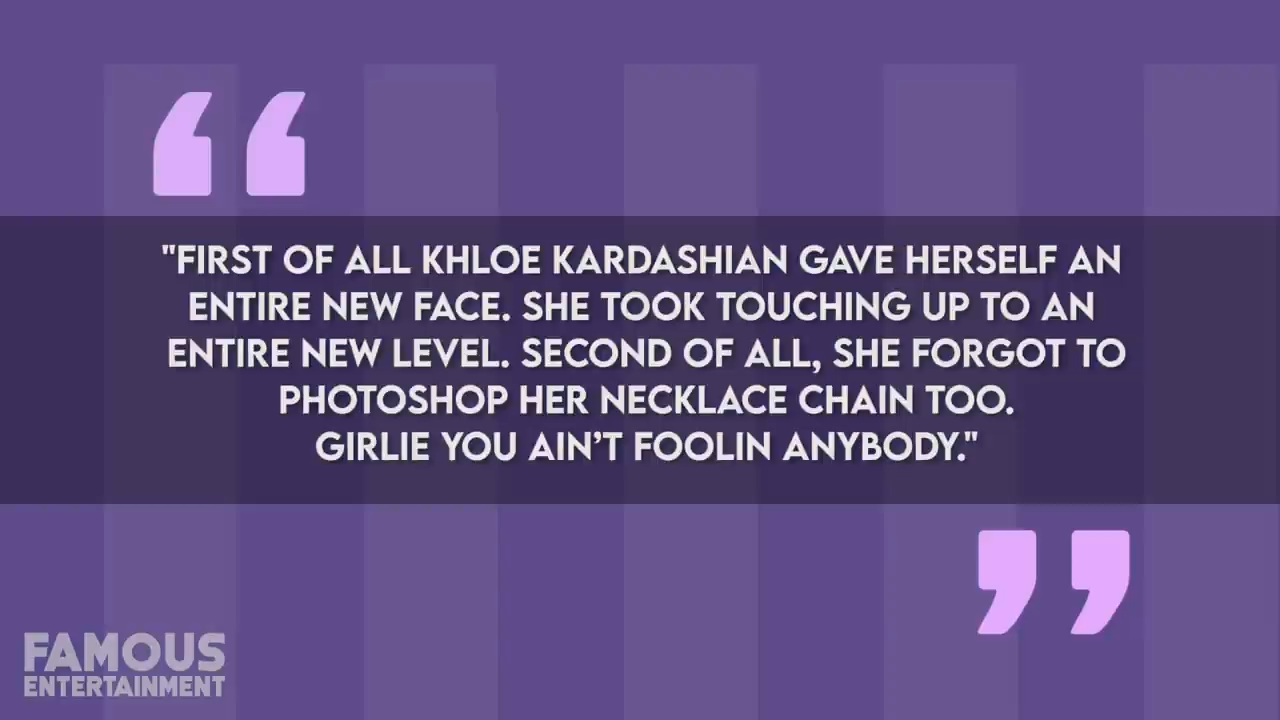 "FIRST OF ALL KHLOE KARDASHIAN GAVE HERSELF AN
ENTIRE NEW FACE. SHE TOOK TOUCHING UP TO AN
ENTIRE NEW LEVEL. SECOND OF ALL, SHE FORGOT TO
PHOTOSHOP HER NECKLACE CHAIN TOO.
GIRLIE YOU AIN’T FOOLIN ANYBODY."
FAMOUS
ENTERTAINMENT